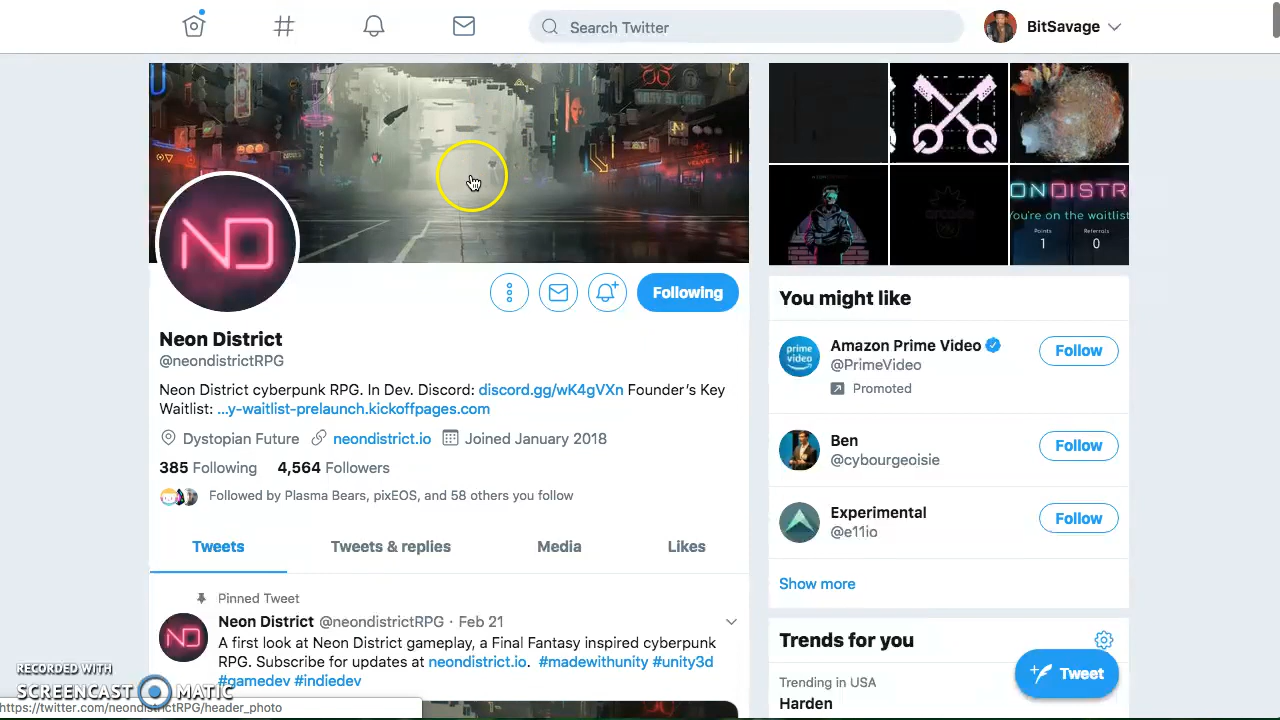 Search Twitter
BitSavage
ND
Neon District
@neondistrictRPG
Following
Neon District cyberpunk RPG. In Dev. Discord: discord.gg/wK4gVXn Founder's Key
Waitlist: ...y-waitlist-prelaunch.kickoffpages.com
Dystopian Future neondistrict.io Joined January 2018
385 Following 4,564 Followers
Followed by Plasma Bears, pixEOS, and 58 others you follow
Tweets Tweets & replies Media Likes
Pinned Tweet
ND
Neon District @neondistrictRPG · Feb 21
A first look at Neon District gameplay, a Final Fantasy inspired cyberpunk
RPG. Subscribe for updates at neondistrict.io. #madewithunity #unity3d
#gamedev #indiedev
ONDISTR
You're on the waitlist
Points Referrals
1 0
You might like
prime video
Amazon Prime Video
@PrimeVideo
Promoted
Follow
Ben
@cybourgeoisie
Follow
Experimental
@e11io
Follow
Show more
Trends for you
Trending in USA
Harden
Tweet
RECORDED WITH
SCREENCAST MATIC
https://twitter.com/neondistrictRPG/header_photo